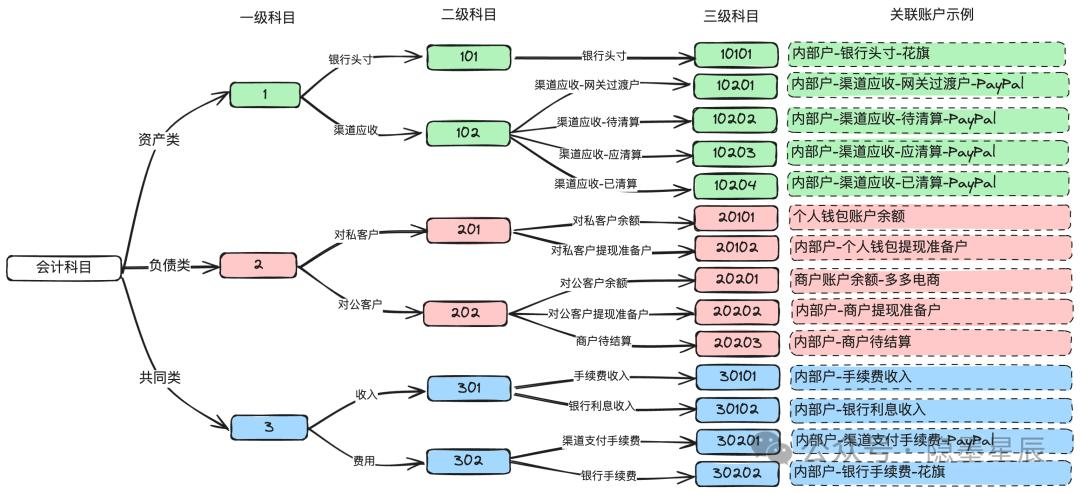 一级科目
二级科目
三级科目
关联账户示例
会计科目
资产类
1
银行头寸
101
银行头寸
10101
内部户-银行头寸-花旗
渠道应收
102
渠道应收-网关过渡户
10201
内部户-渠道应收-网关过渡户-PayPal
渠道应收-待清算
10202
内部户-渠道应收-待清算-PayPal
渠道应收-应清算
10203
内部户-渠道应收-应清算-PayPal
渠道应收-已清算
10204
内部户-渠道应收-已清算-PayPal
负债类
2
对私客户
201
对私客户余额
20101
个人钱包账户余额
对私客户提现准备户
20102
内部户-个人钱包提现准备户
对公客户
202
对公客户余额
20201
商户账户余额-多多电商
对公客户提现准备户
20202
内部户-商户提现准备户
商户待结算
20203
内部户-商户待结算
共同类
3
收入
301
手续费收入
30101
内部户-手续费收入
银行利息收入
30102
内部户-银行利息收入
费用
302
渠道支付手续费
30201
内部户-渠道支付手续费-PayPal
银行手续费
30202
内部户-银行手续费-花旗
公众号·隐墨星辰